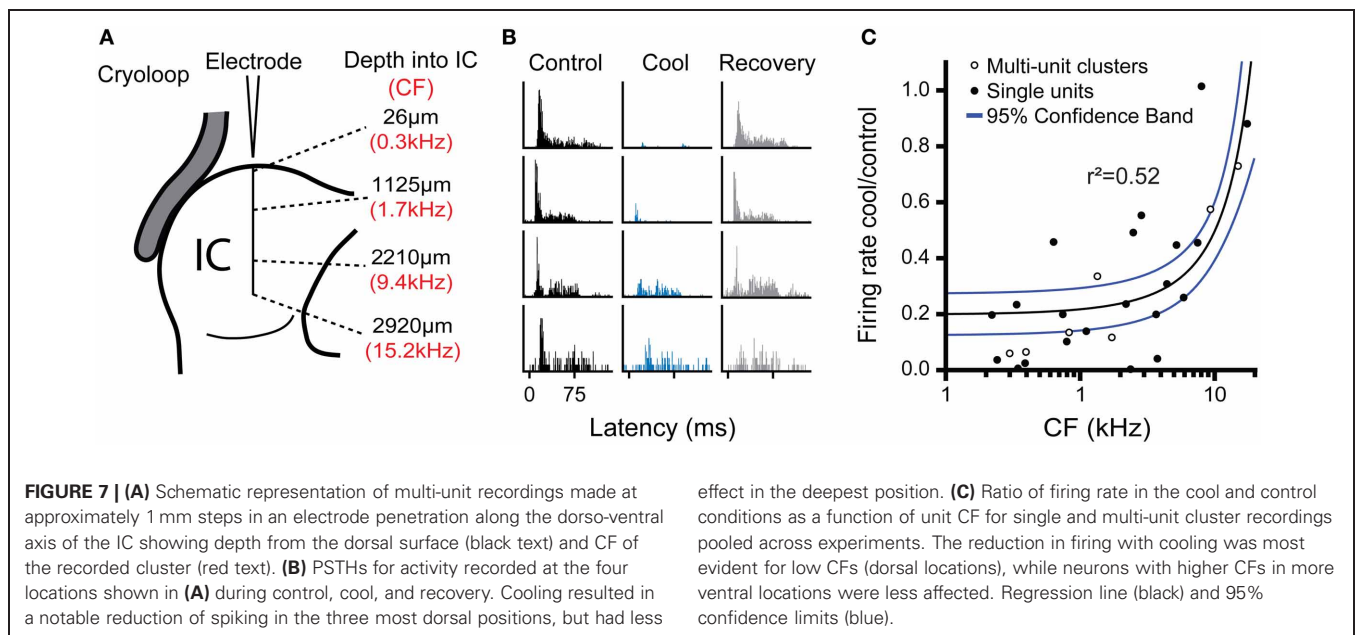 A
Cryoloop
Electrode
Depth into IC
(CF)
26µm
(0.3kHz)
1125µm
(1.7kHz)
2210µm
(9.4kHz)
2920µm
(15.2kHz)
IC
B
Control Cool Recovery
0 75
Latency (ms)
C
Multi-unit clusters
Single units
95% Confidence Band
r²=0.52
1.0
0.8
0.6
0.4
0.2
0.0
Firing rate cool/control
1 1 10
CF (kHz)
FIGURE 7 | (A) Schematic representation of multi-unit recordings made at
approximately 1 mm steps in an electrode penetration along the dorso-ventral
axis of the IC showing depth from the dorsal surface (black text) and CF of
the recorded cluster (red text). (B) PSTHs for activity recorded at the four
locations shown in (A) during control, cool, and recovery. Cooling resulted in
a notable reduction of spiking in the three most dorsal positions, but had less
effect in the deepest position. (C) Ratio of firing rate in the cool and control
conditions as a function of unit CF for single and multi-unit cluster recordings
pooled across experiments. The reduction in firing with cooling was most
evident for low CFs (dorsal locations), while neurons with higher CFs in more
ventral locations were less affected. Regression line (black) and 95%
confidence limits (blue).